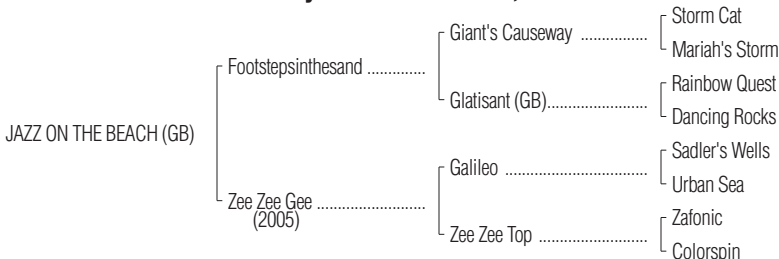 Storm Cat
Giant's Causeway ................
Mariah's Storm
Footstepsinthesand ..............
Rainbow Quest
Glatisant (GB)........................
Dancing Rocks
JAZZ ON THE BEACH (GB)
Sadler's Wells
Galileo ..................................
Urban Sea
Zee Zee Gee ..........................
(2005)
Zafonic
Zee Zee Top ..........................
Colorspin